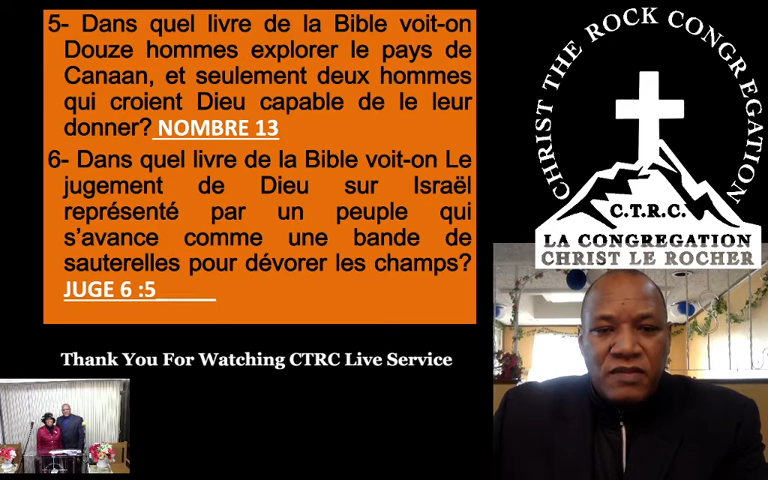 5- Dans quel livre de la Bible voit-on
Douze hommes explorer le pays de
Canaan, et seulement deux hommes
qui croient Dieu capable de le leur
donner? NOMBRE 13
6- Dans quel livre de la Bible voit-on Le
jugement de Dieu sur Israël
représenté par un peuple qui
s’avance comme une bande de
sauterelles pour dévorer les champs?
JUGE 6 :5______
Thank You For Watching CTRC Live Service
CHRIST THE ROCK CONGREGATION
C.T.R.C.
LA CONGREGATION
CHRIST LE ROCHER